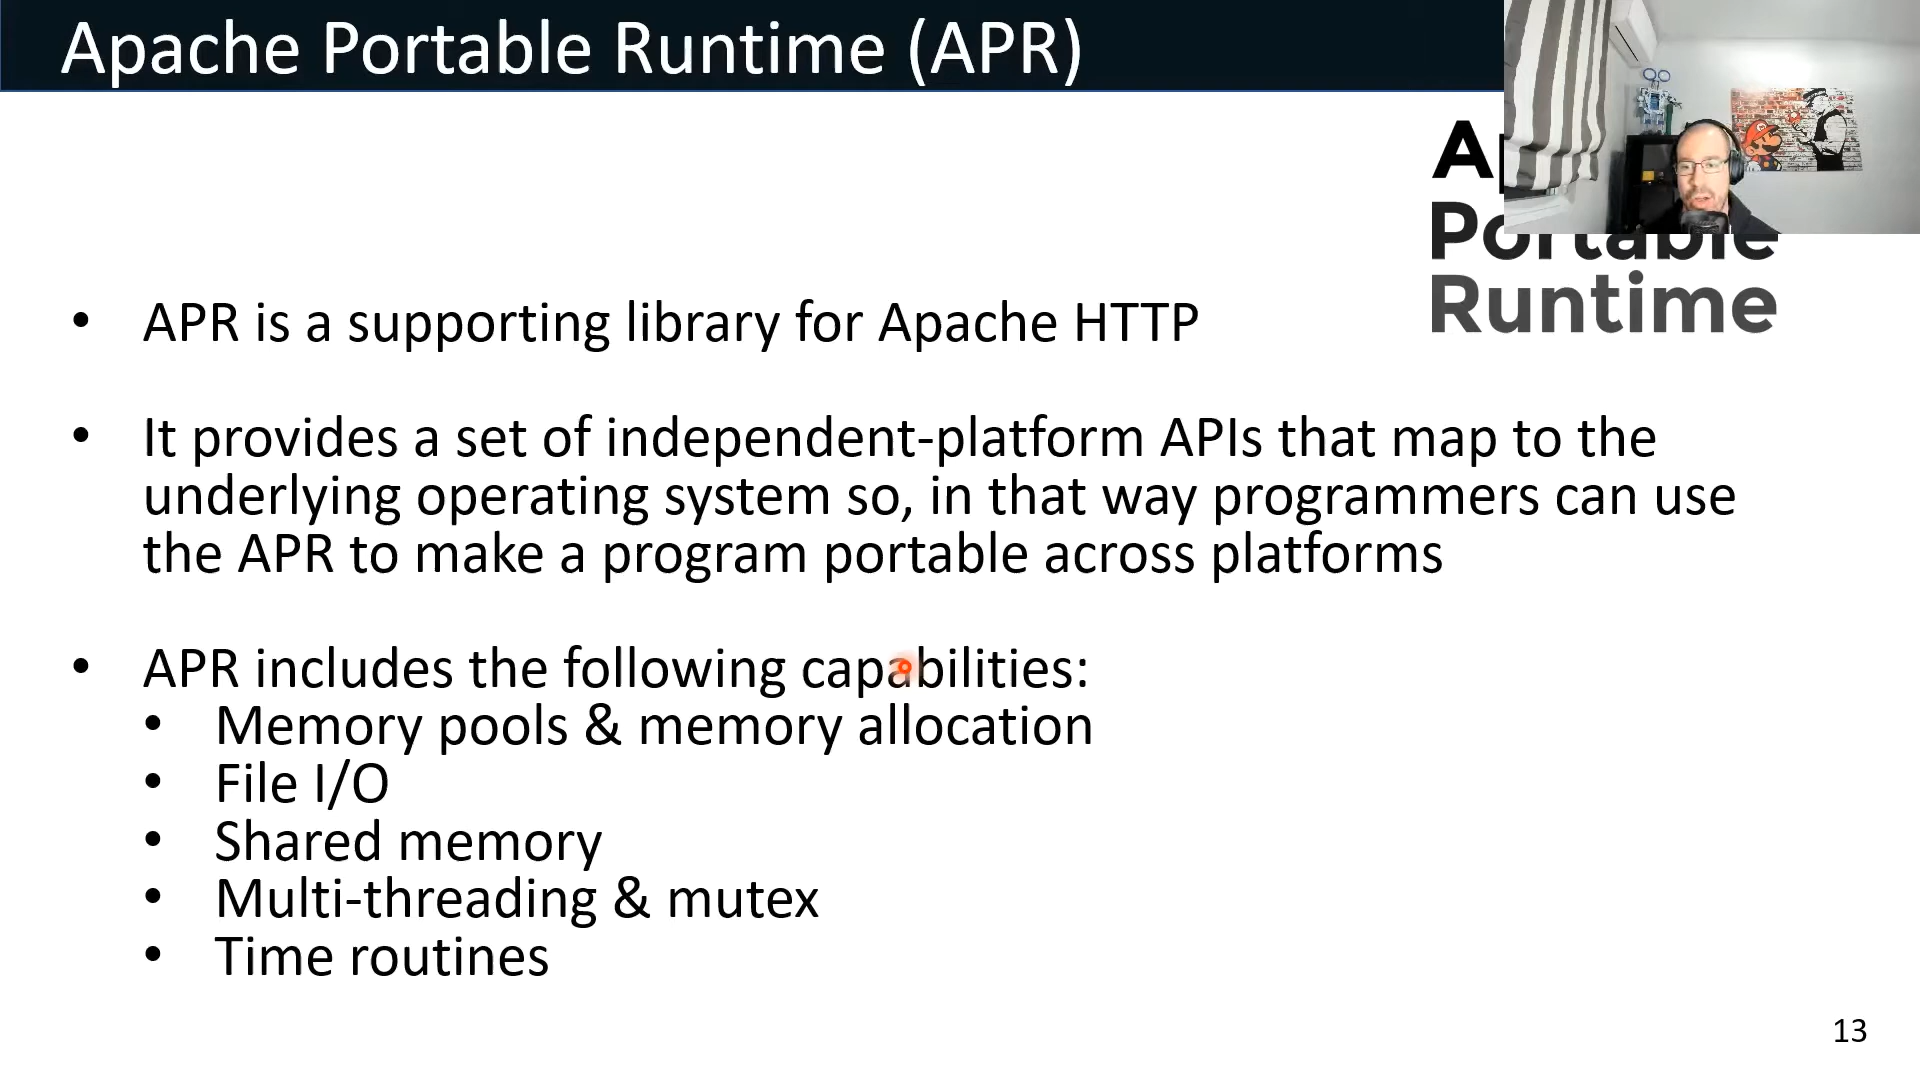 Apache Portable Runtime (APR)
Portable
Runtime
• APR is a supporting library for Apache HTTP
• It provides a set of independent-platform APIs that map to the
underlying operating system so, in that way programmers can use
the APR to make a program portable across platforms
• APR includes the following capabilities:
• Memory pools & memory allocation
• File I/O
• Shared memory
• Multi-threading & mutex
• Time routines
13